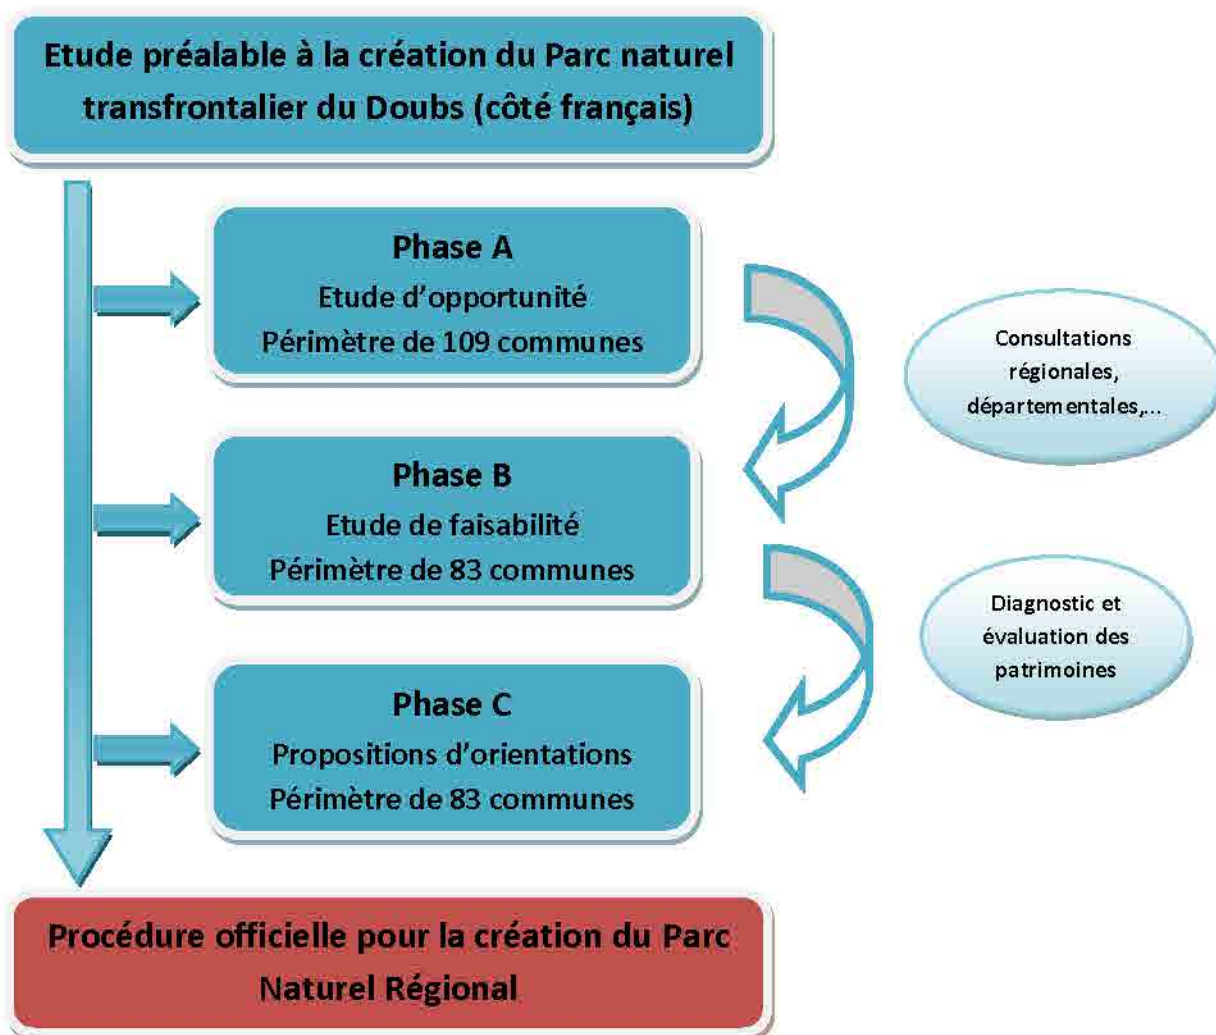 Etude préalable à la création du Parc naturel
transfrontalier du Doubs (côté français)
Phase A
Etude d'opportunité
Périmètre de 109 communes
Consultations
régionales,
départementales,...
Phase B
Etude de faisabilité
Périmètre de 83 communes
Diagnostic et
évaluation des
patrimoines
Phase C
Propositions d'orientations
Périmètre de 83 communes
Procédure officielle pour la création du Parc
Naturel Régional